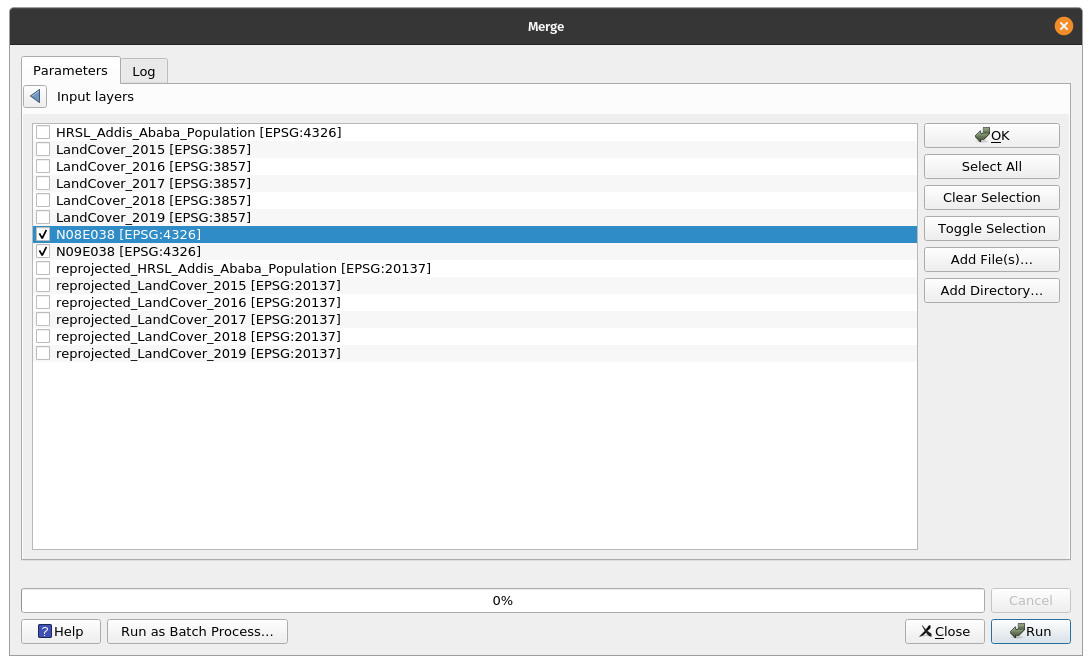 Merge
Parameters
Log
Input layers
HRSL_Addis_Ababa_Population [EPSG:4326]
LandCover_2015 [EPSG:3857]
LandCover_2016 [EPSG:3857]
LandCover_2017 [EPSG:3857]
LandCover_2018 [EPSG:3857]
LandCover_2019 [EPSG:3857]
N08E038 [EPSG:4326]
N09E038 [EPSG:4326]
reprojected_HRSL_Addis_Ababa_Population [EPSG:20137]
reprojected_LandCover_2015 [EPSG:20137]
reprojected_LandCover_2016 [EPSG:20137]
reprojected_LandCover_2017 [EPSG:20137]
reprojected_LandCover_2018 [EPSG:20137]
reprojected_LandCover_2019 [EPSG:20137]
OK
Select All
Clear Selection
Toggle Selection
Add File(s)…
Add Directory…
0%
Cancel
Help
Run as Batch Process…
Close
Run